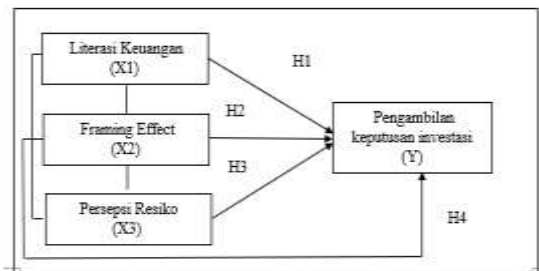 Literasi Keuangan
(X1)
H1
Framing Effect
(X2)
H2
Pengambilan
keputusan investasi
(Y)
H3
Persepsi Resiko
(X3)
H4